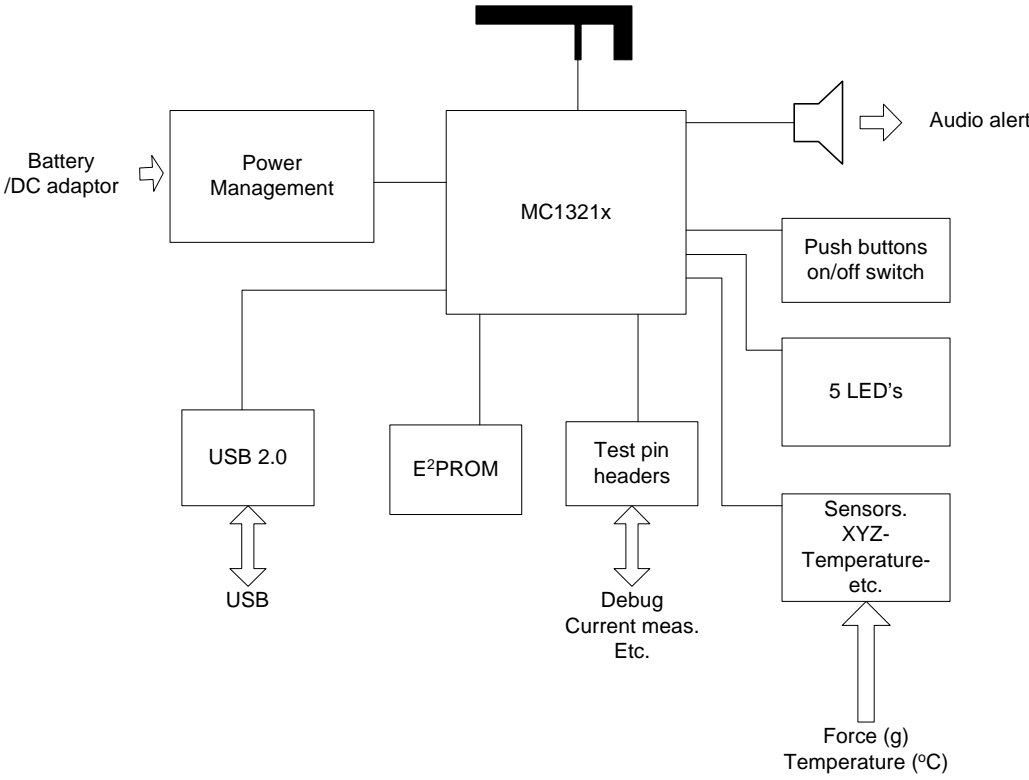 Audio alert
Battery
/DC adaptor
Power
Management
MC1321x
Push buttons
on/off switch
5 LED's
USB 2.0
E²PROM
Test pin
headers
Sensors.
XYZ-
Temperature-
etc.
USB
Debug
Current meas.
Etc.
Force (g)
Temperature (°C)